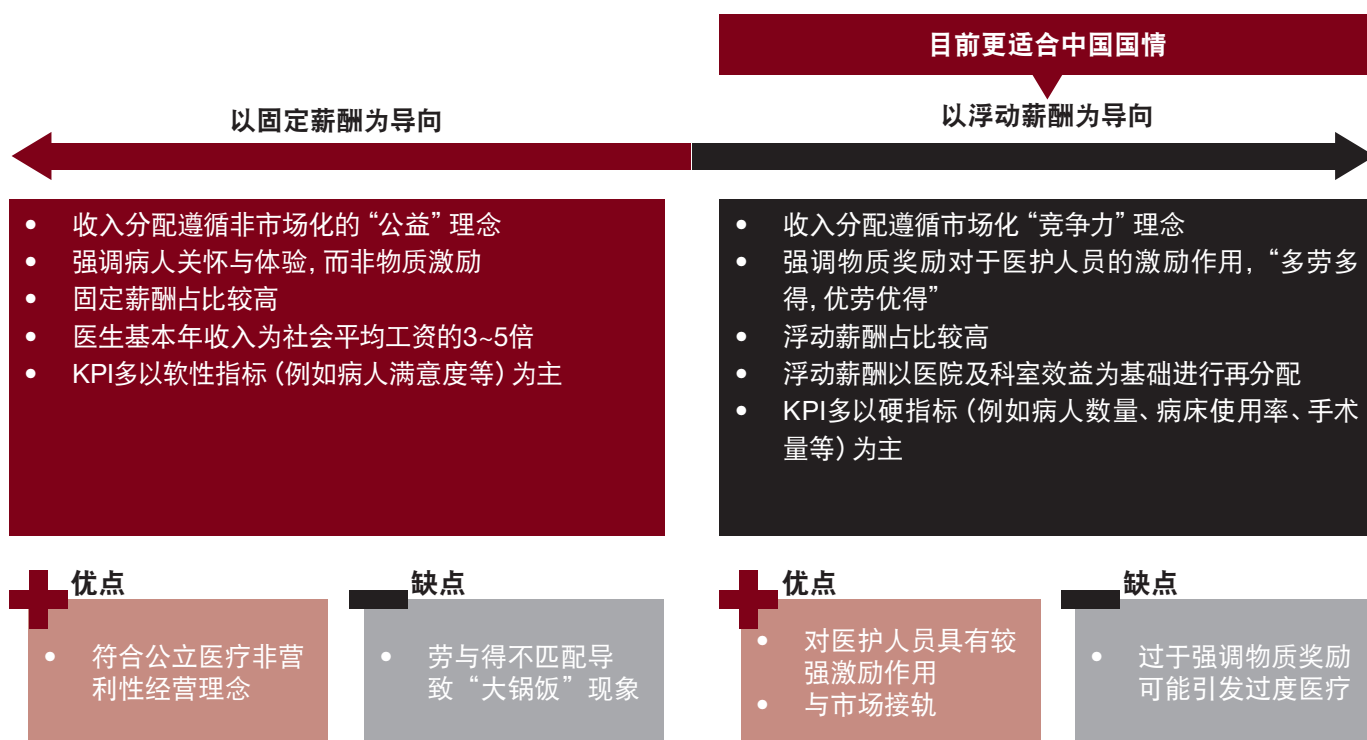 目前更适合中国国情
以固定薪酬为导向
以浮动薪酬为导向
• 收入分配遵循非市场化的“公益”理念
• 强调病人关怀与体验,而非物质激励
• 固定薪酬占比较高
• 医生基本年收入为社会平均工资的3~5倍
• KPI多以软性指标(例如病人满意度等)为主
• 收入分配遵循市场化“竞争力”理念
• 强调物质奖励对于医护人员的激励作用,“多劳多
得,优劳优得”
• 浮动薪酬占比较高
• 浮动薪酬以医院及科室效益为基础进行再分配
• KPI多以硬指标(例如病人数量、病床使用率、手术
量等)为主
优点
• 符合公立医疗非营
利性经营理念
缺点
• 劳与得不匹配导
致“大锅饭”现象
优点
• 对医护人员具有较
强激励作用
• 与市场接轨
缺点
• 过于强调物质奖励
可能引发过度医疗